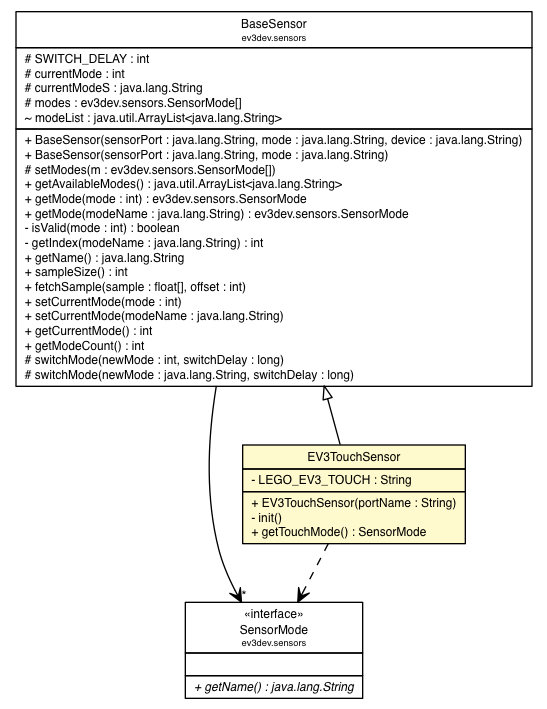 BaseSensor
ev3dev.sensors
# SWITCH_DELAY : int
# currentMode : int
# currentModeS : java.lang.String
# modes : ev3dev.sensors.SensorMode[]
~ modeList : java.util.ArrayList<java.lang.String>
+ BaseSensor(sensorPort : java.lang.String, mode : java.lang.String, device : java.lang.String)
+ BaseSensor(sensorPort : java.lang.String, mode : java.lang.String)
# setModes(m : ev3dev.sensors.SensorMode[])
+ getAvailableModes() : java.util.ArrayList<java.lang.String>
+ getMode(mode : int) : ev3dev.sensors.SensorMode
+ getMode(modeName : java.lang.String) : ev3dev.sensors.SensorMode
- isValid(mode : int) : boolean
- getIndex(modeName : java.lang.String) : int
+ getName() : java.lang.String
+ sampleSize() : int
+ fetchSample(sample : float[], offset : int)
+ setCurrentMode(mode : int)
+ setCurrentMode(modeName : java.lang.String)
+ getCurrentMode() : int
+ getModeCount() : int
# switchMode(newMode : int, switchDelay : long)
# switchMode(newMode : java.lang.String, switchDelay : long)
EV3TouchSensor
- LEGO_EV3_TOUCH : String
+ EV3TouchSensor(portName : String)
- init()
+ getTouchMode() : SensorMode
*
«interface»
SensorMode
ev3dev.sensors
+ getName() : java.lang.String